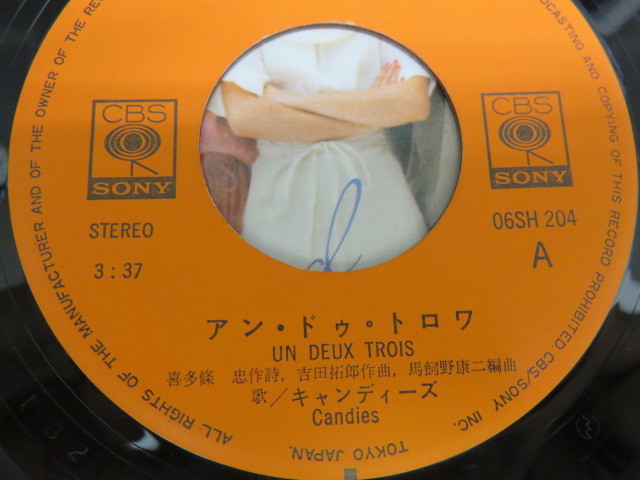 ALL RIGHTS OF THE MANUFACTURER AND OF THE OWNER OF THE RE
OADCASTING AND COPYING OF THIS RECORD PROHIBITED. CBS/SONY INC.
TOKYO JAPAN.
CBS
SONY
STEREO
3:37
CBS
SONY
06SH 204
A
アン・ドゥ・トロワ
UN DEUX TROIS
喜多條 忠作詩, 吉田拓郎作曲, 馬飼野康二編曲
歌/キャンディーズ
Candies